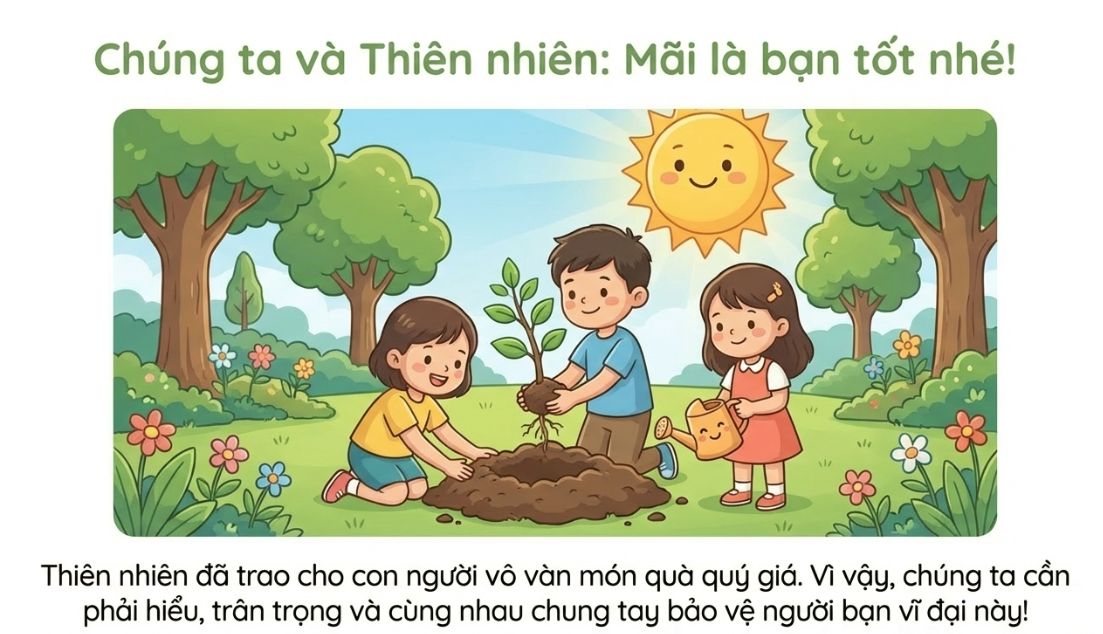 Chúng ta và Thiên nhiên: Mãi là bạn tốt nhé!
Thiên nhiên đã trao cho con người vô vàn món quà quý giá. Vì vậy, chúng ta cần
phải hiểu, trân trọng và cùng nhau chung tay bảo vệ người bạn vĩ đại này!